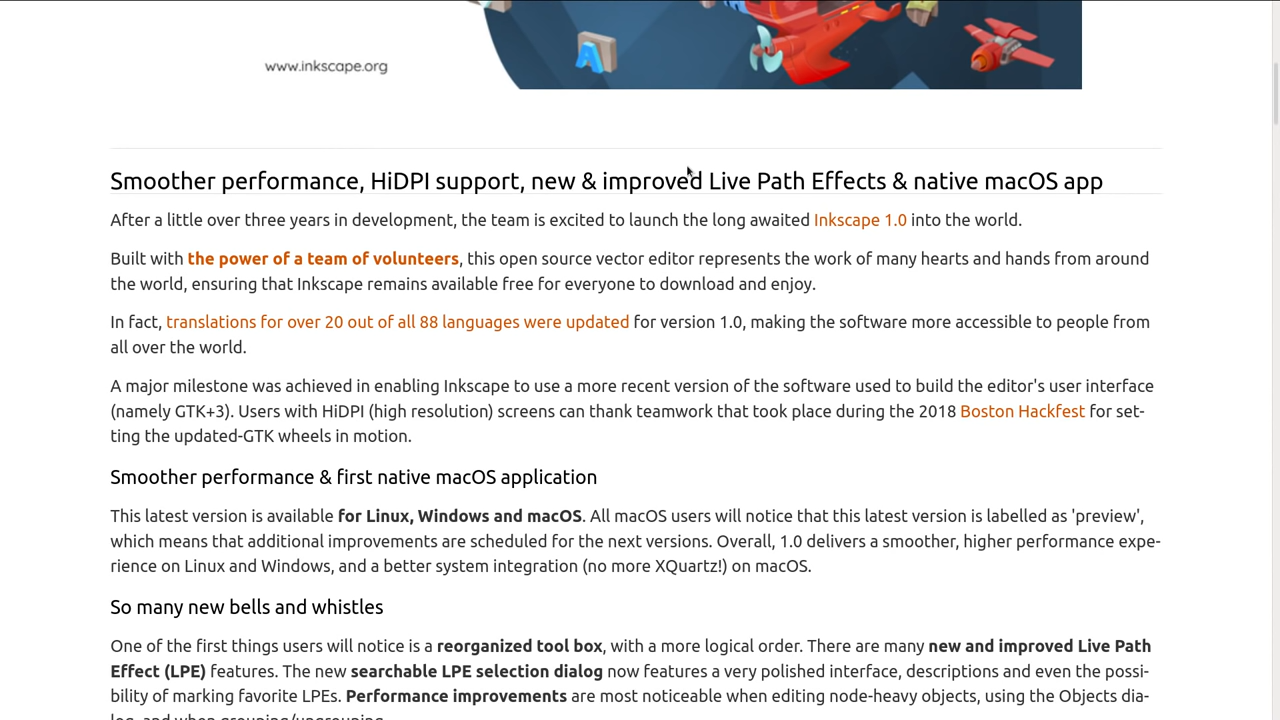 www.inkscape.org
Smoother performance, HiDPI support, new & improved Live Path Effects & native macOS app
After a little over three years in development, the team is excited to launch the long awaited Inkscape 1.0 into the world.
Built with the power of a team of volunteers, this open source vector editor represents the work of many hearts and hands from around
the world, ensuring that Inkscape remains available free for everyone to download and enjoy.
In fact, translations for over 20 out of all 88 languages were updated for version 1.0, making the software more accessible to people from
all over the world.
A major milestone was achieved in enabling Inkscape to use a more recent version of the software used to build the editor's user interface
(namely GTK+3). Users with HiDPI (high resolution) screens can thank teamwork that took place during the 2018 Boston Hackfest for set-
ting the updated-GTK wheels in motion.
Smoother performance & first native macOS application
This latest version is available for Linux, Windows and macOS. All macOS users will notice that this latest version is labelled as 'preview',
which means that additional improvements are scheduled for the next versions. Overall, 1.0 delivers a smoother, higher performance expe-
rience on Linux and Windows, and a better system integration (no more XQuartz!) on macOS.
So many new bells and whistles
One of the first things users will notice is a reorganized tool box, with a more logical order. There are many new and improved Live Path
Effect (LPE) features. The new searchable LPE selection dialog now features a very polished interface, descriptions and even the possi-
bility of marking favorite LPEs. Performance improvements are most noticeable when editing node-heavy objects, using the Objects dia-
log, and when grouping/ungrouping.